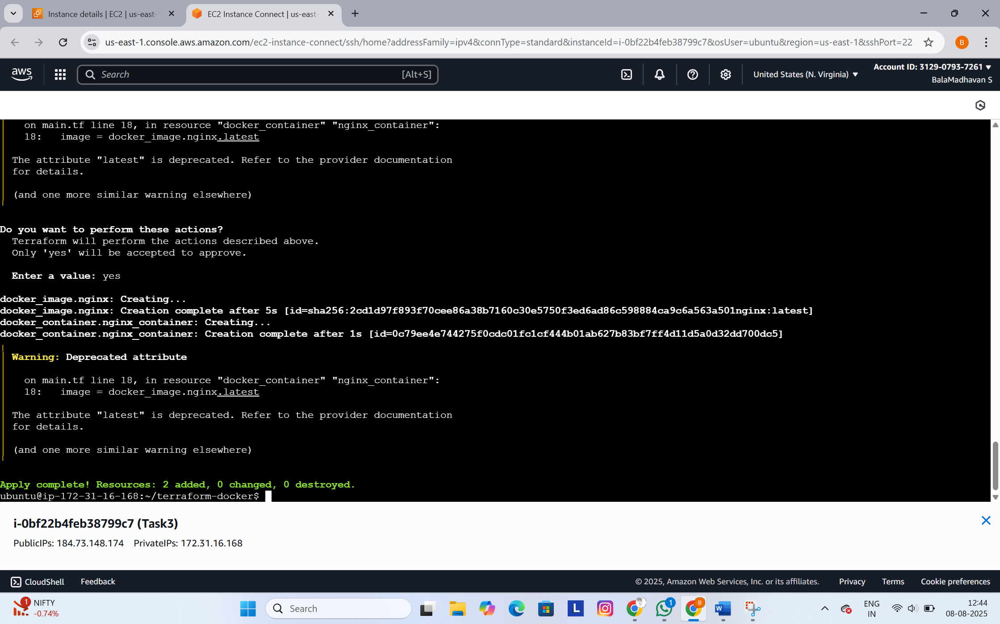 Instance details | EC2 | us-east-1
EC2 Instance Connect | us-east-
us-east-1.console.aws.amazon.com/ec2-instance-connect/ssh/home?addressFamily=ipv4&connType=standard&instanceId=i-0bf22b4feb38799c7&osUser=ubuntu&region=us-east-1&sshPort=22
B
aws
Search
[Alt+S]
United States (N. Virginia)
Account ID: 3129-0793-7261
BalaMadhavan S
on main.tf line 18, in resource "docker_container" "nginx_container":
18:   image = docker_image.nginx.latest
The attribute "latest" is deprecated. Refer to the provider documentation
for details.
(and one more similar warning elsewhere)
Do you want to perform these actions?
Terraform will perform the actions described above.
Only 'yes' will be accepted to approve.
Enter a value: yes
docker_image.nginx: Creating...
docker_image.nginx: Creation complete after 5s [id=sha256:2cd1d97f893f70cee86a38b7160c30e5750f3ed6ad86c598884ca9c6a563a501nginx:latest]
docker_container.nginx_container: Creating...
docker_container.nginx_container: Creation complete after 1s [id=0c79ee4e744275f0cdc01fc1cf444b01ab627b83bf7ff4d11d5a0d32dd700dc5]
Warning: Deprecated attribute
on main.tf line 18, in resource "docker_container" "nginx_container":
18:   image = docker_image.nginx.latest
The attribute "latest" is deprecated. Refer to the provider documentation
for details.
(and one more similar warning elsewhere)
Apply complete! Resources: 2 added, 0 changed, 0 destroyed.
ubuntu@ip-172-31-16-168:~/terraform-docker$
i-0bf22b4feb38799c7 (Task3)
PublicIPs: 184.73.148.174 PrivateIPs: 172.31.16.168
CloudShell
Feedback
© 2025, Amazon Web Services, Inc. or its affiliates.
Privacy
Terms
Cookie preferences
1
NIFTY
-0.74%
Search
L
1
B
W
ENG
IN
12:44
08-08-2025